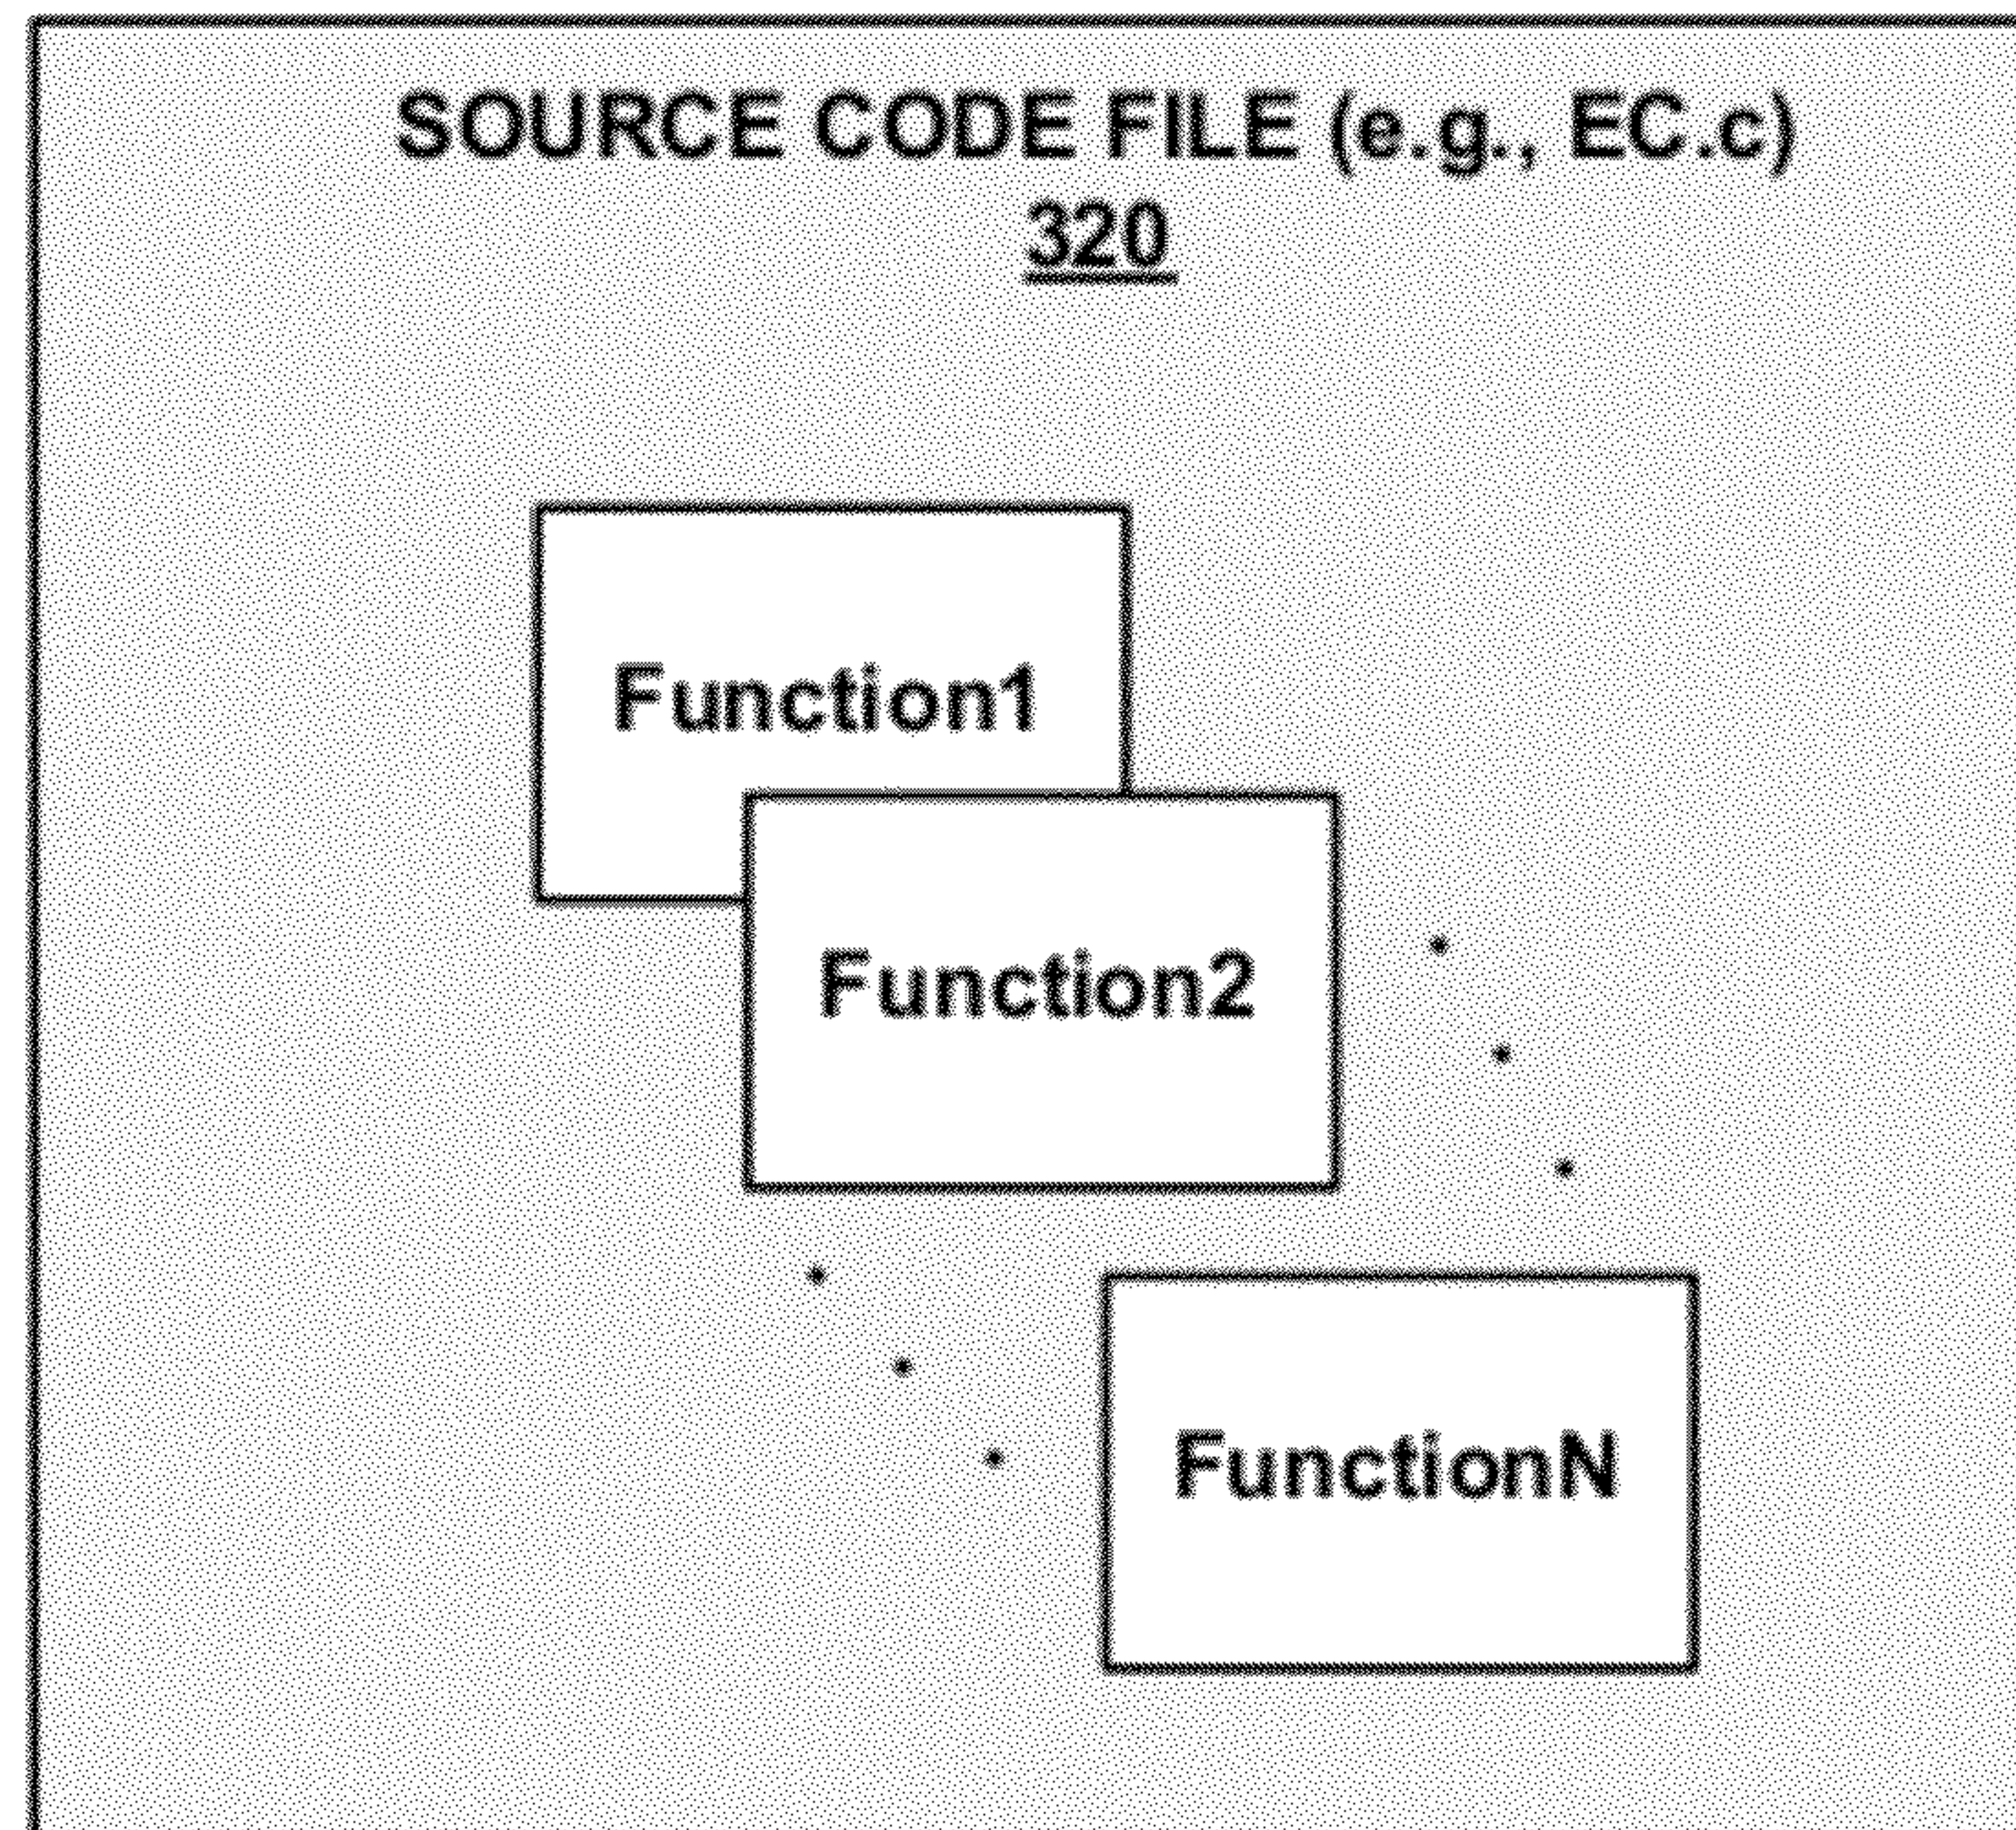 SOURCE CODE FILE (e.g., EC.c)
320
Function1
Function2
FunctionN